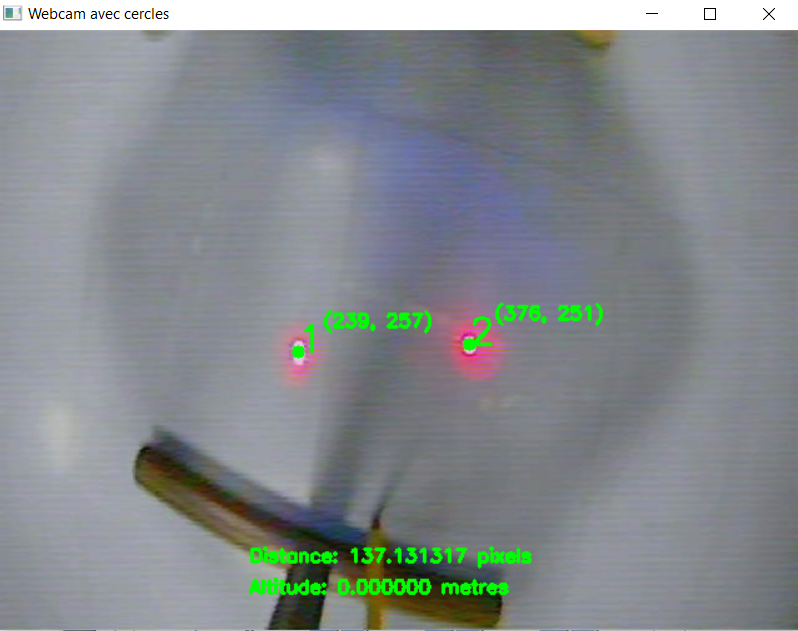 Webcam avec cercles
1 (239, 257)
2 (376, 251)
Distance: 137.131317 pixels
Altitude: 0.000000 metres